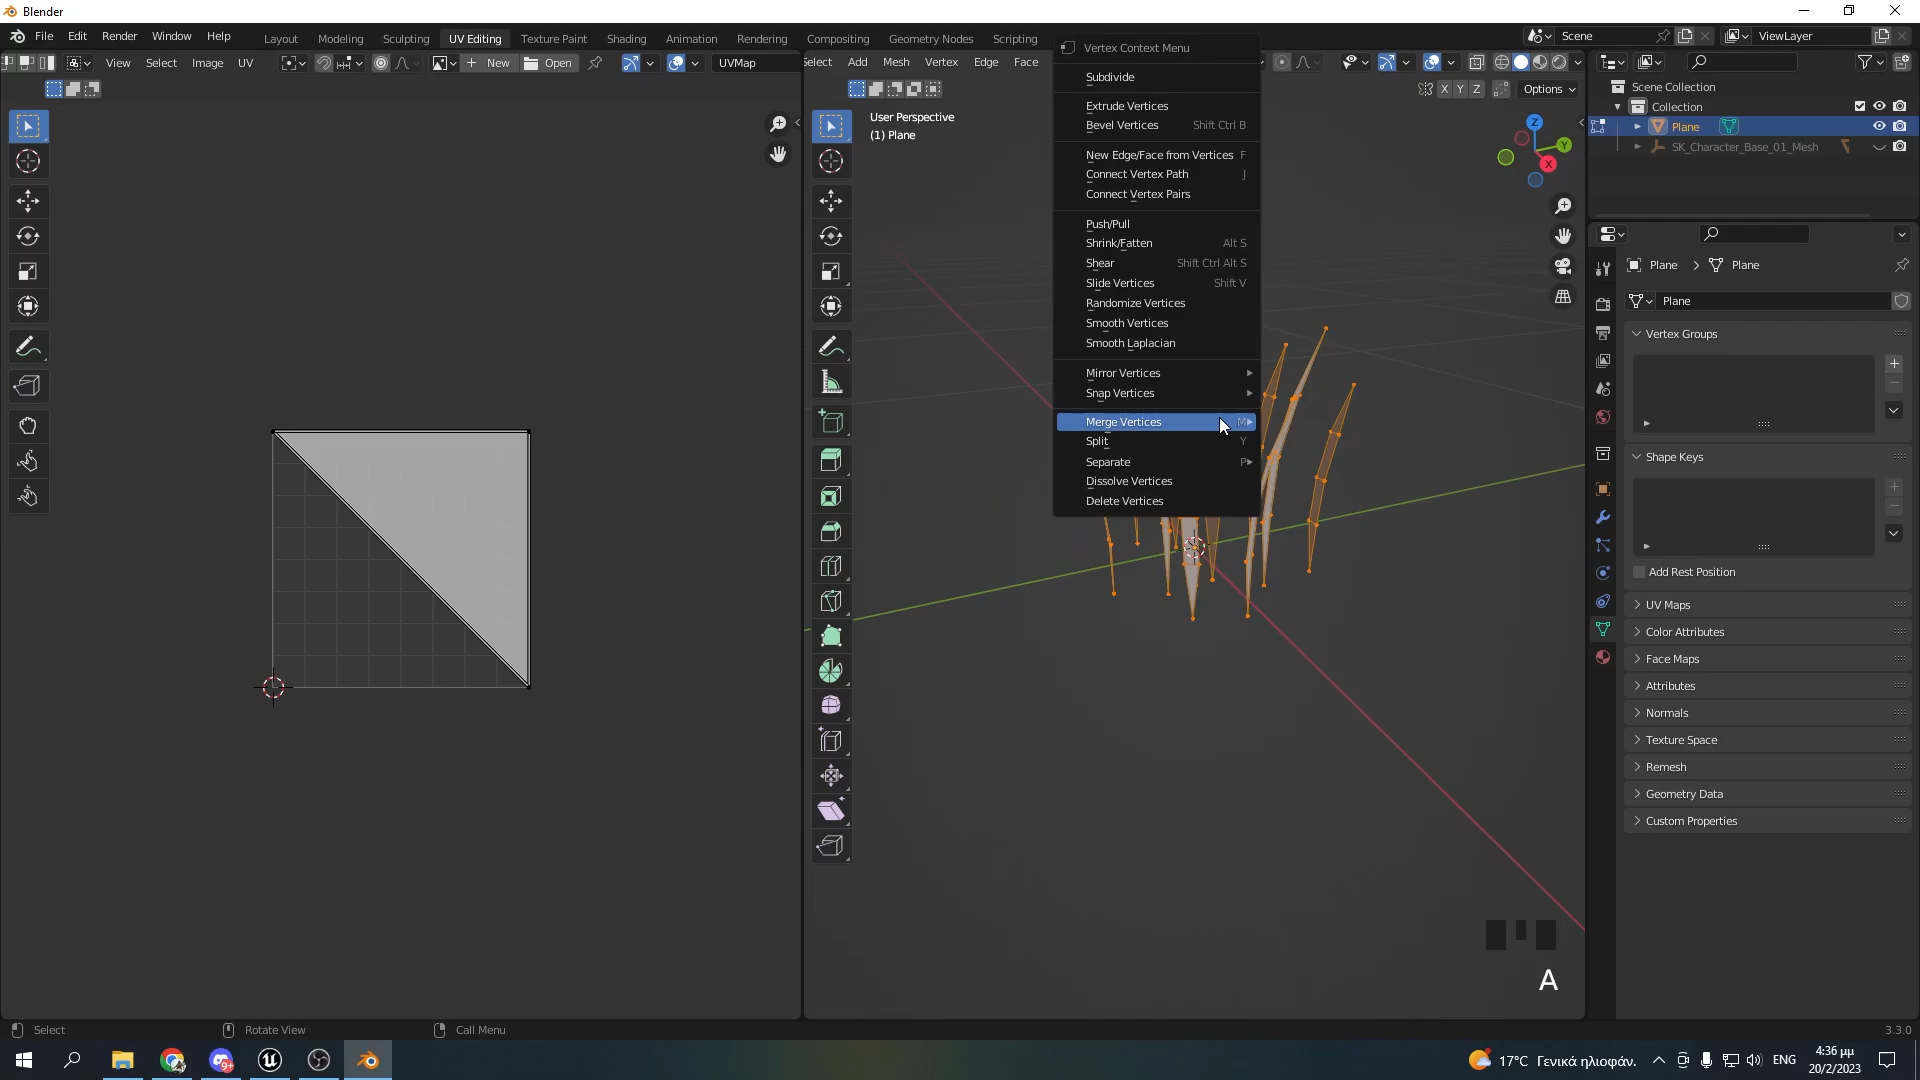 Blender
File Edit Render Window Help
Layout Modeling Sculpting UV Editing Texture Paint Shading Animation Rendering Compositing Geometry Nodes Scripting
Scene
ViewLayer
View Select Image UV
New Open
UVMap
Select Add Mesh Vertex Edge Face
X Y Z
Options
User Perspective
(1) Plane
Vertex Context Menu
Subdivide
Extrude Vertices
Bevel Vertices Shift Ctrl B
New Edge/Face from Vertices F
Connect Vertex Path J
Connect Vertex Pairs
Push/Pull
Shrink/Fatten Alt S
Shear Shift Ctrl Alt S
Slide Vertices Shift V
Randomize Vertices
Smooth Vertices
Smooth Laplacian
Mirror Vertices
Snap Vertices
Merge Vertices M
Split Y
Separate P
Dissolve Vertices
Delete Vertices
Z
Y
X
A
Scene Collection
Collection
Plane
SK_Character_Base_01_Mesh
Plane Plane
Plane
Vertex Groups
Shape Keys
Add Rest Position
UV Maps
Color Attributes
Face Maps
Attributes
Normals
Texture Space
Remesh
Geometry Data
Custom Properties
Select Rotate View Call Menu 3.3.0
9+
17°C Γενικά ηλιοφάν. ENG
4:36 μμ
20/2/2023